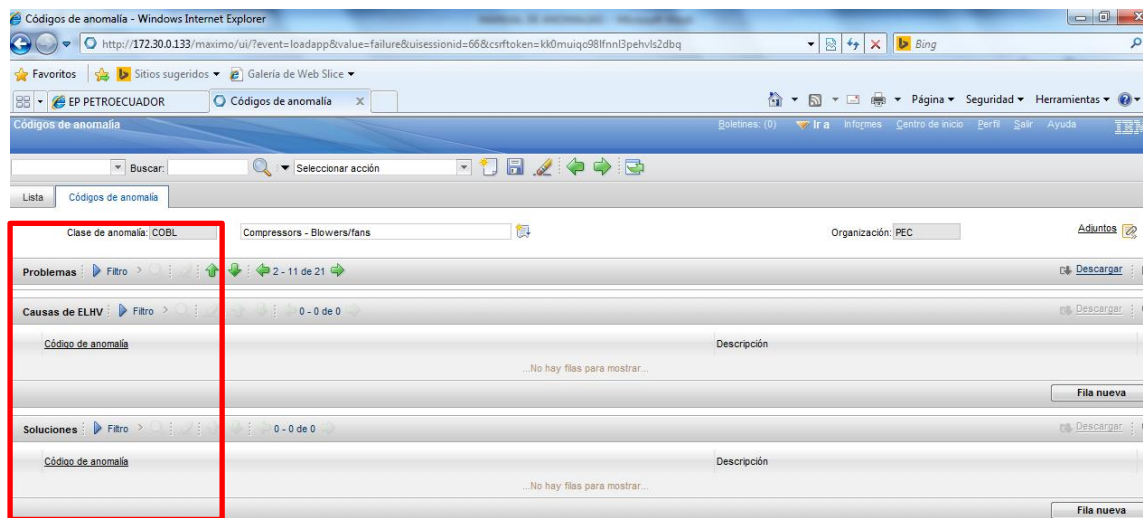 Códigos de anomalía - Windows Internet Explorer
http://172.30.0.133/maximo/ui/?event=loadapp&value=failure&uisessionid=66&csrftoken=kk0muiqo98lfnnl3pehvls2dbq
Bing
Favoritos Sitios sugeridos Galería de Web Slice
EP PETROECUADOR Códigos de anomalía X Página Seguridad Herramientas
Códigos de anomalía Boletines: (0) Ir a Informes Centro de inicio Perfil Salir Ayuda IBM
Buscar: Seleccionar acción
Lista Códigos de anomalía
Clase de anomalía: COBL Compressors - Blowers/fans Organización: PEC Adjuntos
Problemas Filtro 2 - 11 de 21 Descargar
Causas de ELHV Filtro 0 - 0 de 0 Descargar
Código de anomalía Descripción
...No hay filas para mostrar...
Fila nueva
Soluciones Filtro 0 - 0 de 0 Descargar
Código de anomalía Descripción
...No hay filas para mostrar...
Fila nueva